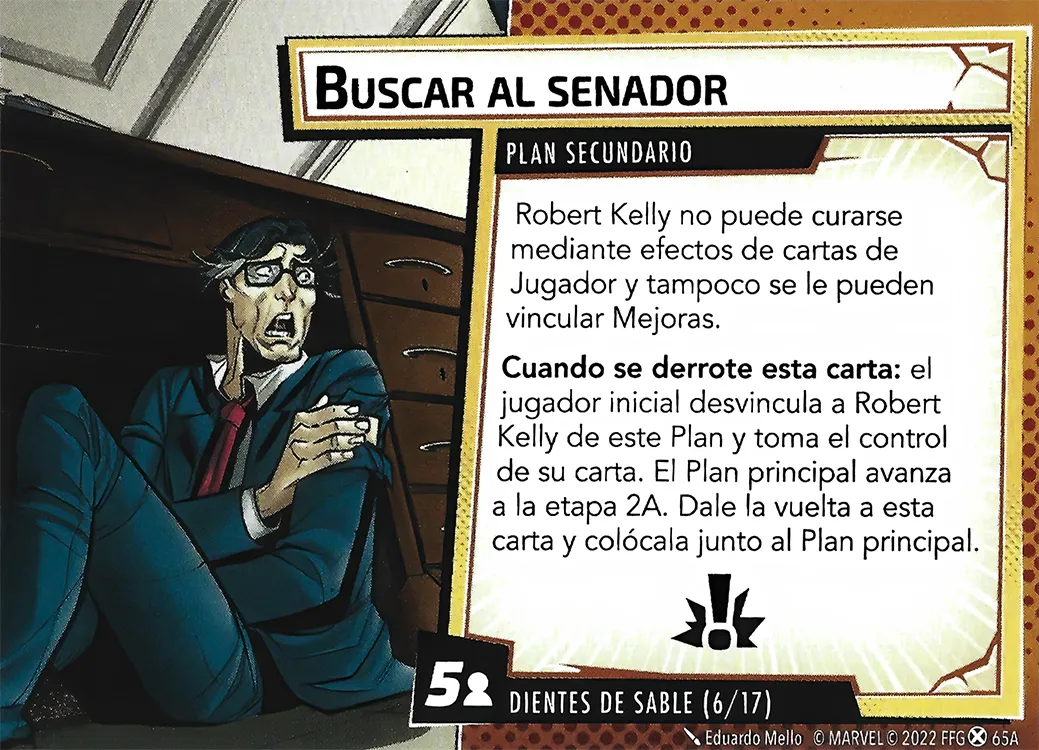 BUSCAR AL SENADOR
PLAN SECUNDARIO
Robert Kelly no puede curarse
mediante efectos de cartas de
Jugador y tampoco se le pueden
vincular Mejoras.
Cuando se derrote esta carta: el
jugador inicial desvincula a Robert
Kelly de este Plan y toma el control
de su carta. El Plan principal avanza
a la etapa 2A. Dale la vuelta a esta
carta y colócala junto al Plan principal.
5
DIENTES DE SABLE (6/17)
Eduardo Mello © MARVEL © 2022 FFG 65A